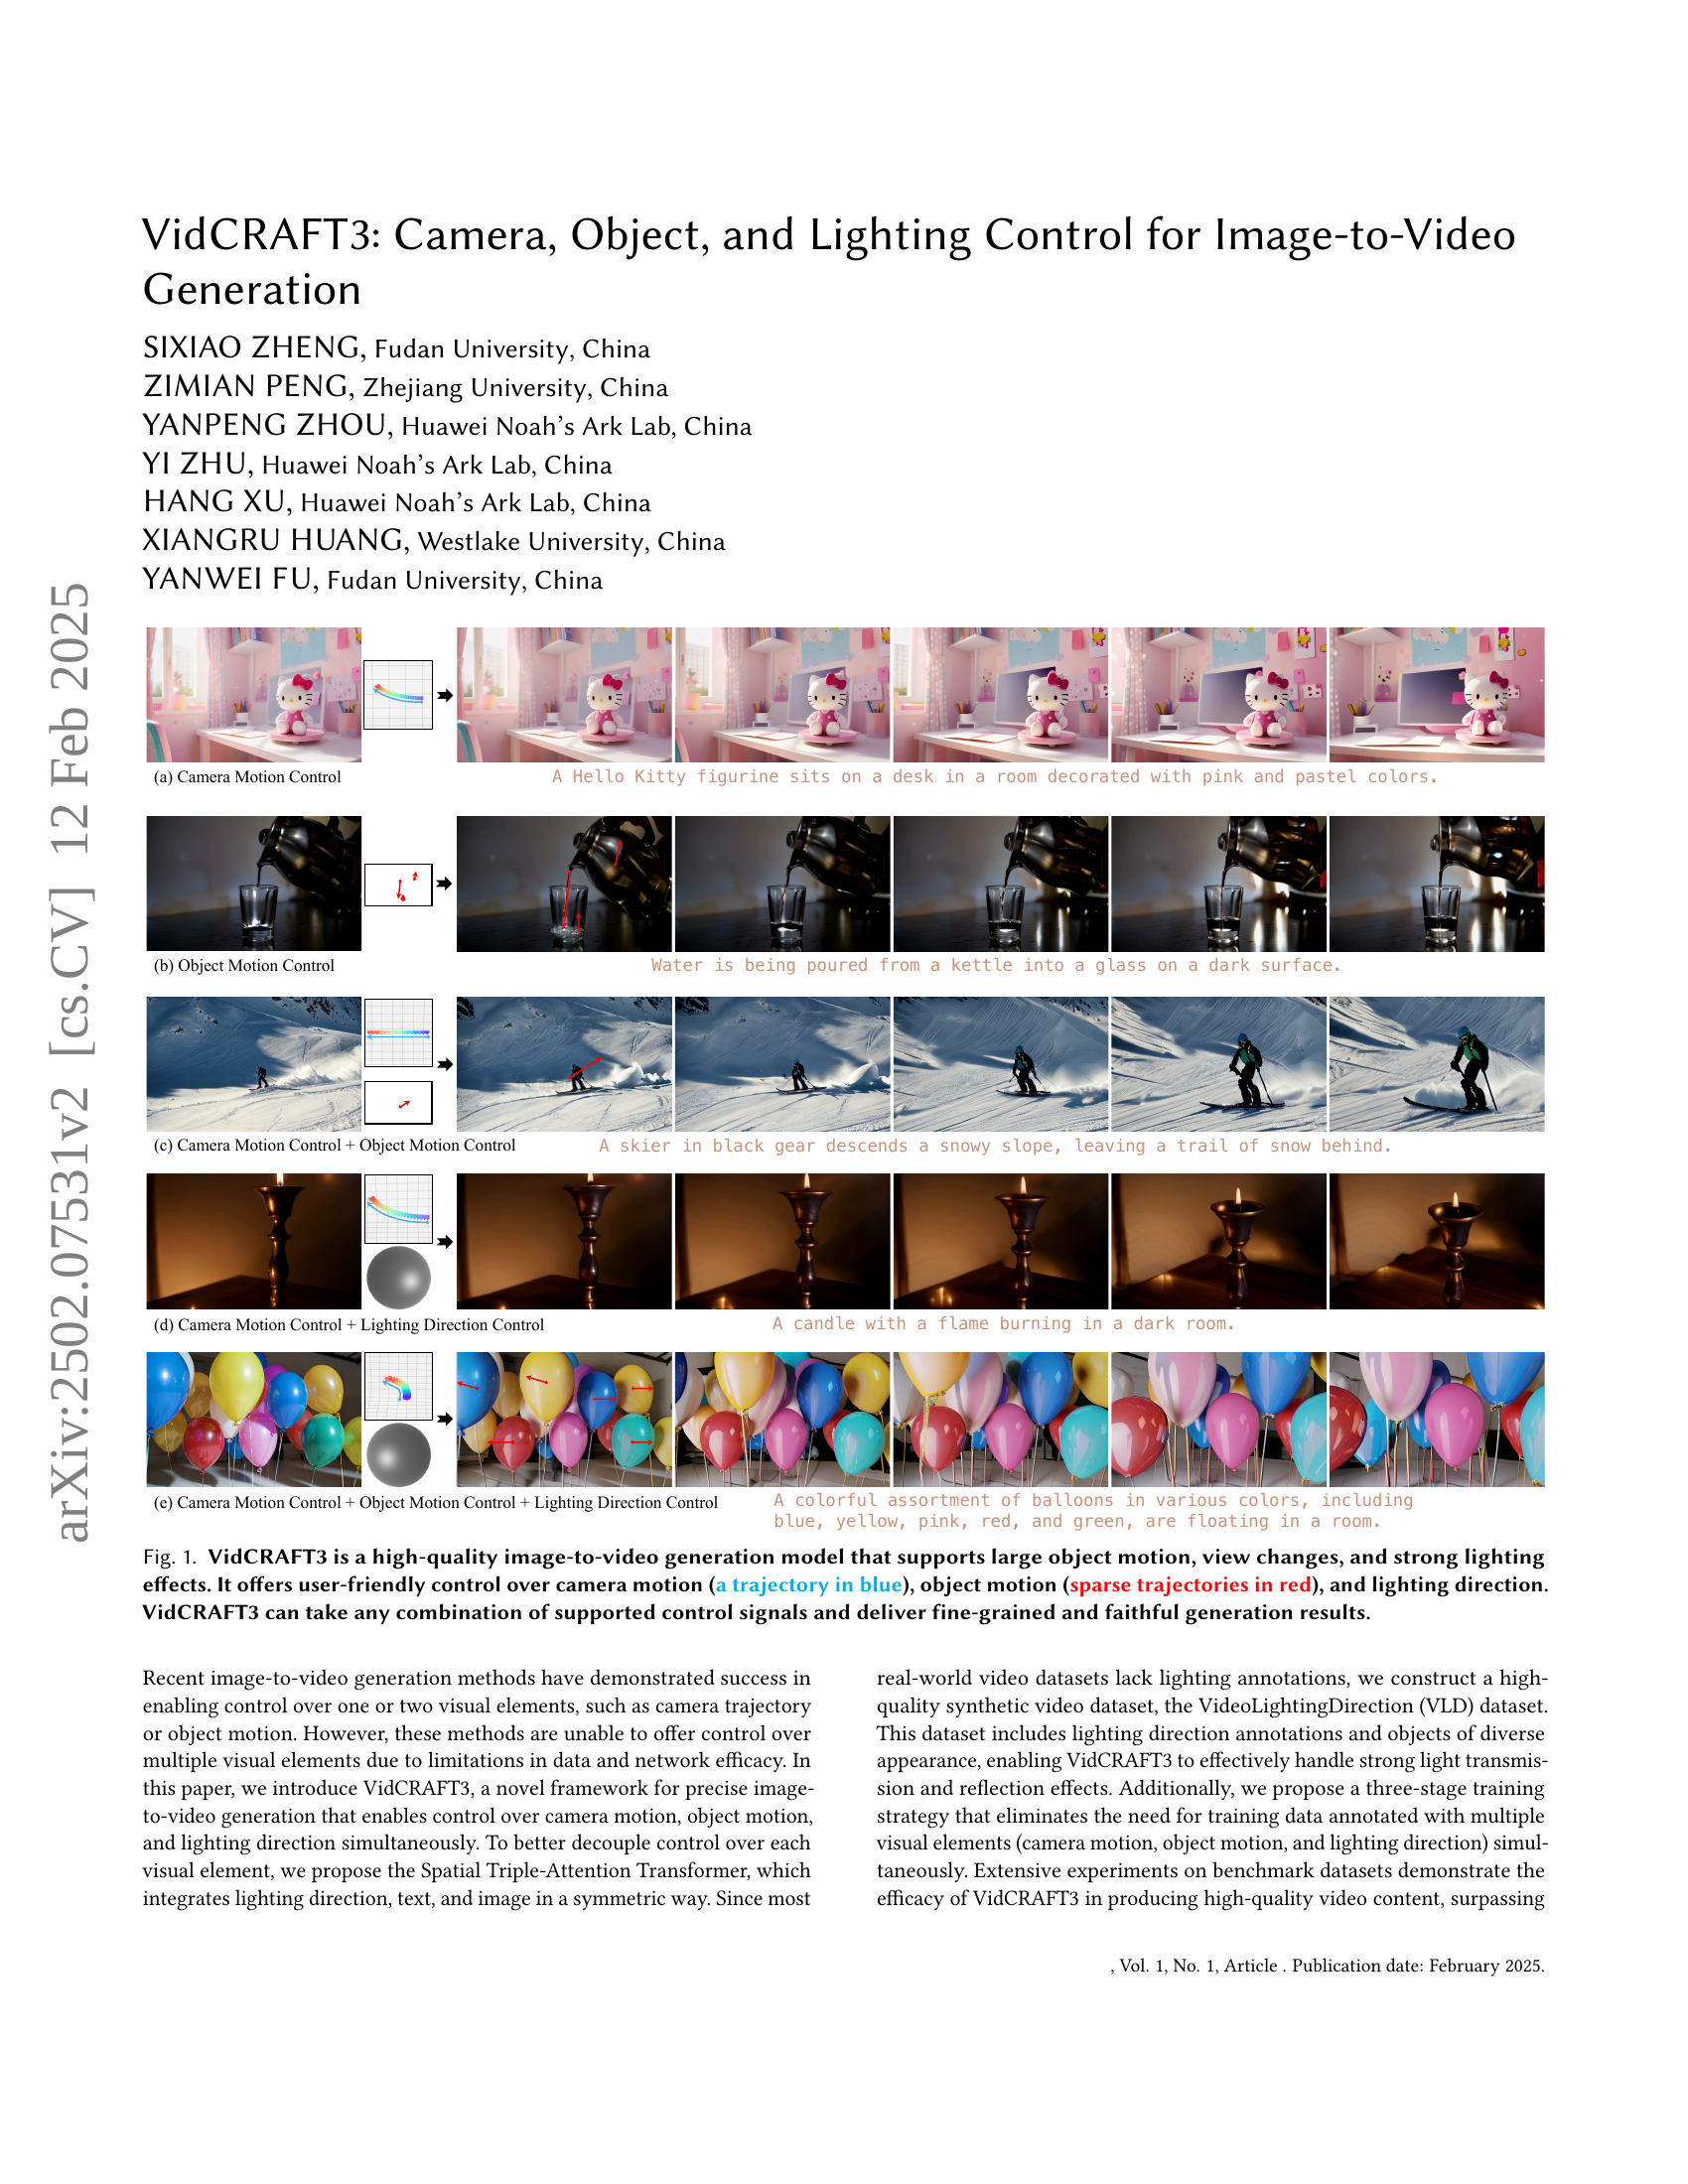 VidCRAFT3: Camera, Object, and Lighting Control for Image-to-Video
Generation
SIXIAO ZHENG, Fudan University, China
ZIMIAN PENG, Zhejiang University, China
YANPENG ZHOU, Huawei Noah's Ark Lab, China
YI ZHU, Huawei Noah's Ark Lab, China
HANG XU, Huawei Noah's Ark Lab, China
XIANGRU HUANG, Westlake University, China
YANWEI FU, Fudan University, China
arXiv:2502.07531v2 [cs.CV] 12 Feb 2025
(a) Camera Motion Control
A Hello Kitty figurine sits on a desk in a room decorated with pink and pastel colors.
(b) Object Motion Control
Water is being poured from a kettle into a glass on a dark surface.
(c) Camera Motion Control + Object Motion Control
A skier in black gear descends a snowy slope, leaving a trail of snow behind.
(d) Camera Motion Control + Lighting Direction Control
A candle with a flame burning in a dark room.
(e) Camera Motion Control + Object Motion Control + Lighting Direction Control
A colorful assortment of balloons in various colors, including
blue, yellow, pink, red, and green, are floating in a room.
Fig. 1. VidCRAFT3 is a high-quality image-to-video generation model that supports large object motion, view changes, and strong lighting
effects. It offers user-friendly control over camera motion (a trajectory in blue), object motion (sparse trajectories in red), and lighting direction.
VidCRAFT3 can take any combination of supported control signals and deliver fine-grained and faithful generation results.
Recent image-to-video generation methods have demonstrated success in
enabling control over one or two visual elements, such as camera trajectory
or object motion. However, these methods are unable to offer control over
multiple visual elements due to limitations in data and network efficacy. In
this paper, we introduce VidCRAFT3, a novel framework for precise image-
to-video generation that enables control over camera motion, object motion,
and lighting direction simultaneously. To better decouple control over each
visual element, we propose the Spatial Triple-Attention Transformer, which
integrates lighting direction, text, and image in a symmetric way. Since most
real-world video datasets lack lighting annotations, we construct a high-
quality synthetic video dataset, the VideoLightingDirection (VLD) dataset.
This dataset includes lighting direction annotations and objects of diverse
appearance, enabling VidCRAFT3 to effectively handle strong light transmis-
sion and reflection effects. Additionally, we propose a three-stage training
strategy that eliminates the need for training data annotated with multiple
visual elements (camera motion, object motion, and lighting direction) simul-
taneously. Extensive experiments on benchmark datasets demonstrate the
efficacy of VidCRAFT3 in producing high-quality video content, surpassing
, Vol. 1, No. 1, Article . Publication date: February 2025.